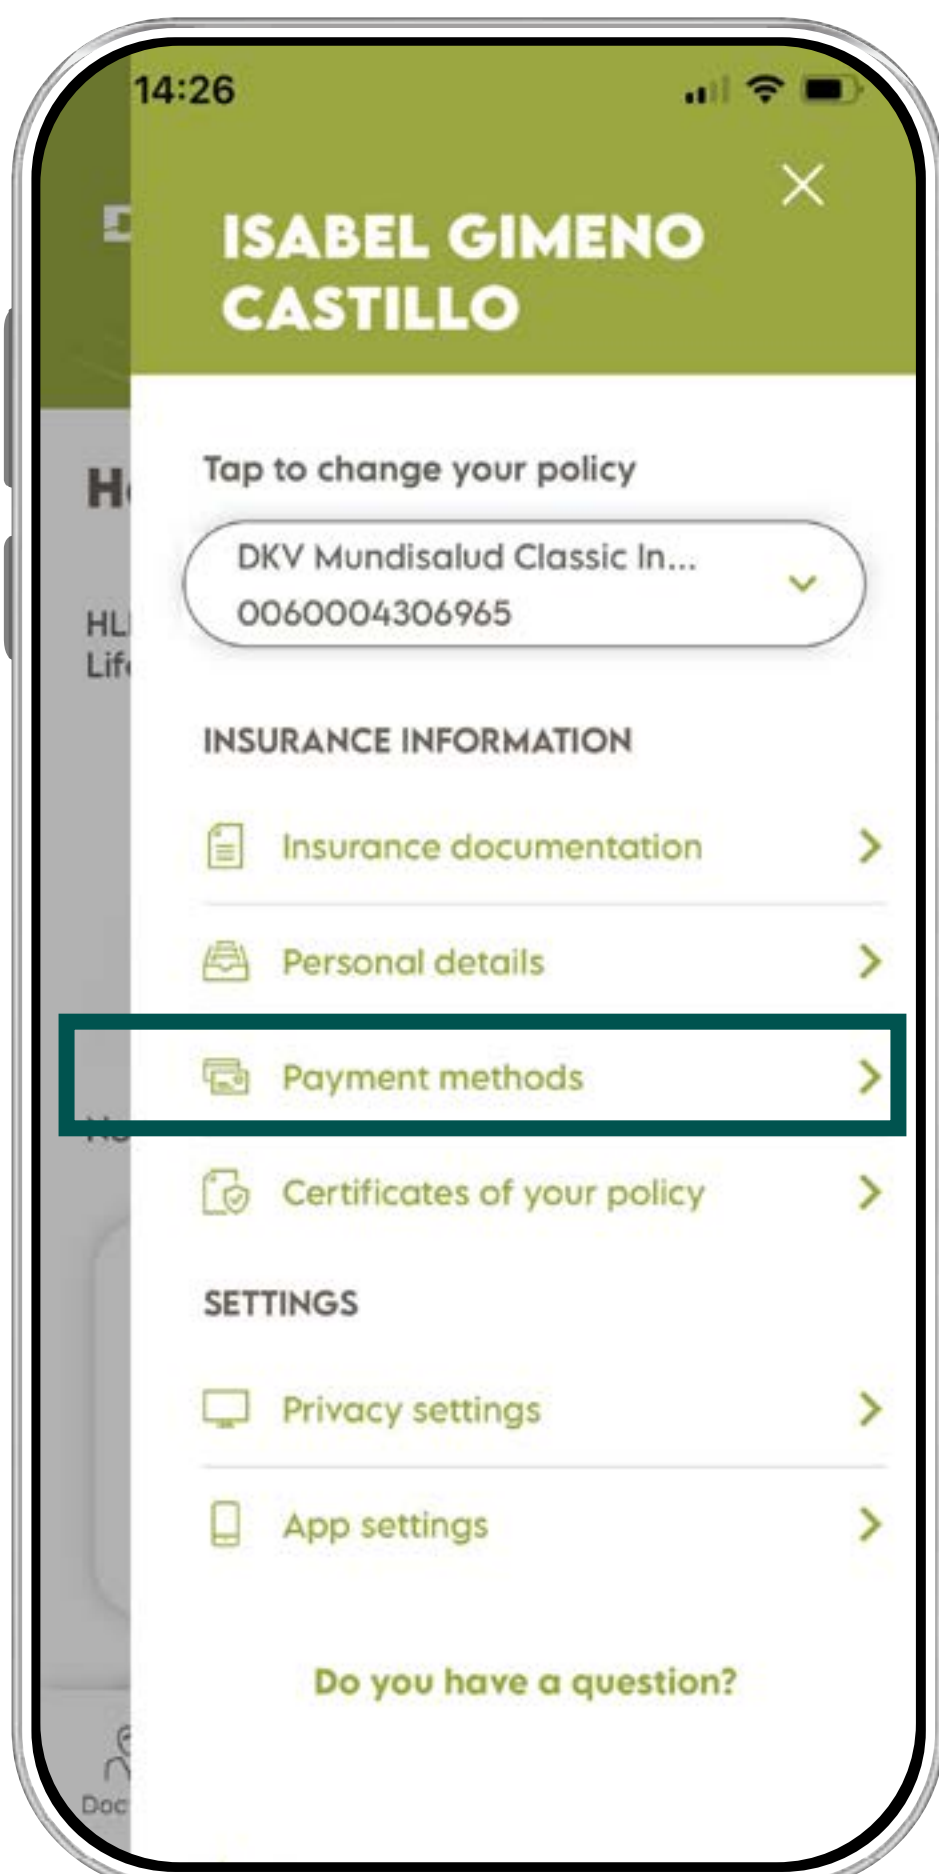 14:26
ISABEL GIMENO
CASTILLO
Tap to change your policy
DKV Mundisalud Classic In...
0060004306965
INSURANCE INFORMATION
Insurance documentation
Personal details
Payment methods
Certificates of your policy
SETTINGS
Privacy settings
App settings
Do you have a question?